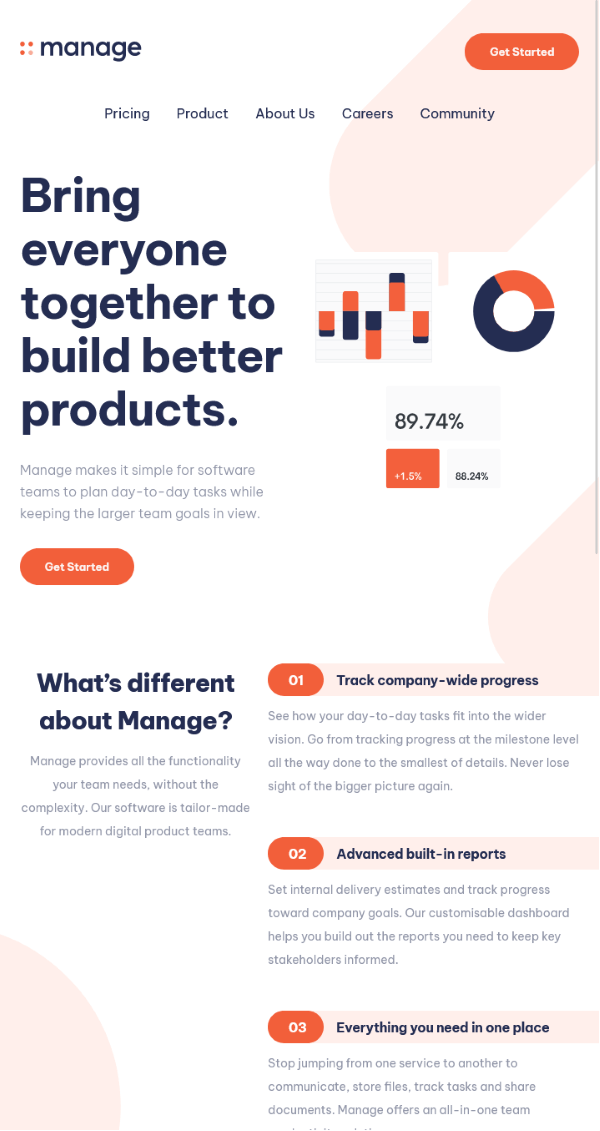 manage
Get Started
Pricing Product About Us Careers Community
Bring
everyone
together to
build better
products.
Manage makes it simple for software
teams to plan day-to-day tasks while
keeping the larger team goals in view.
Get Started
89.74%
+1.5%
88.24%
What's different
about Manage?
Manage provides all the functionality
your team needs, without the
complexity. Our software is tailor-made
for modern digital product teams.
01 Track company-wide progress
See how your day-to-day tasks fit into the wider
vision. Go from tracking progress at the milestone level
all the way done to the smallest of details. Never lose
sight of the bigger picture again.
02 Advanced built-in reports
Set internal delivery estimates and track progress
toward company goals. Our customisable dashboard
helps you build out the reports you need to keep key
stakeholders informed.
03 Everything you need in one place
Stop jumping from one service to another to
communicate, store files, track tasks and share
documents. Manage offers an all-in-one team